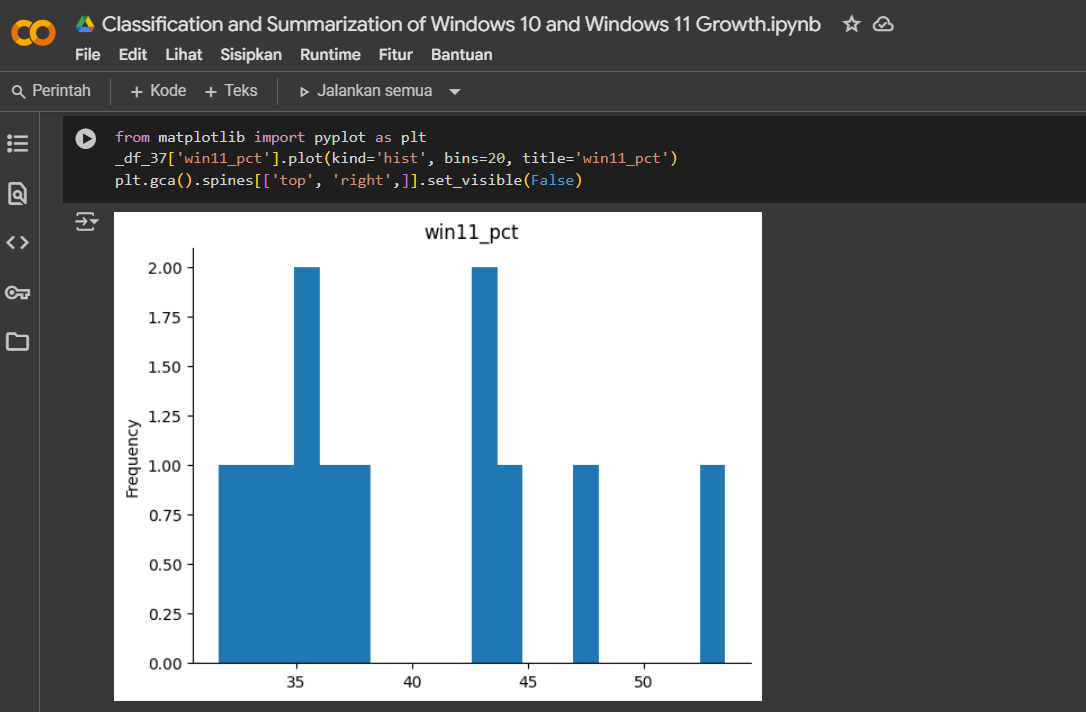 Classification and Summarization of Windows 10 and Windows 11 Growth.ipynb
File Edit Lihat Sisipkan Runtime Fitur Bantuan
Perintah + Kode + Teks Jalankan semua
from matplotlib import pyplot as plt
_df_37['win11_pct'].plot(kind='hist', bins=20, title='win11_pct')
plt.gca().spines[['top', 'right',]].set_visible(False)
win11_pct
2.00
1.75
1.50
1.25
1.00
0.75
0.50
0.25
0.00
Frequency
35 40 45 50